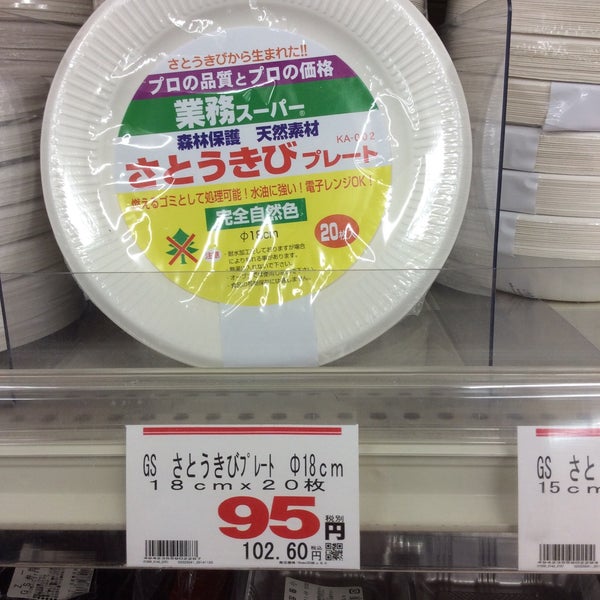 さとうきびから生まれた!!
プロの品質とプロの価格
業務スーパー®
森林保護 天然素材
KA-002
さとうきびプレート
燃えるゴミとして処理可能!水油に強い!電子レンジOK!
完全自然色
Φ18cm
20枚入
注意
GS さとうきびプレート Φ18cm
18cm×20枚
95円
税別
102.60円
税込
4942355902267
GS さと
15cm